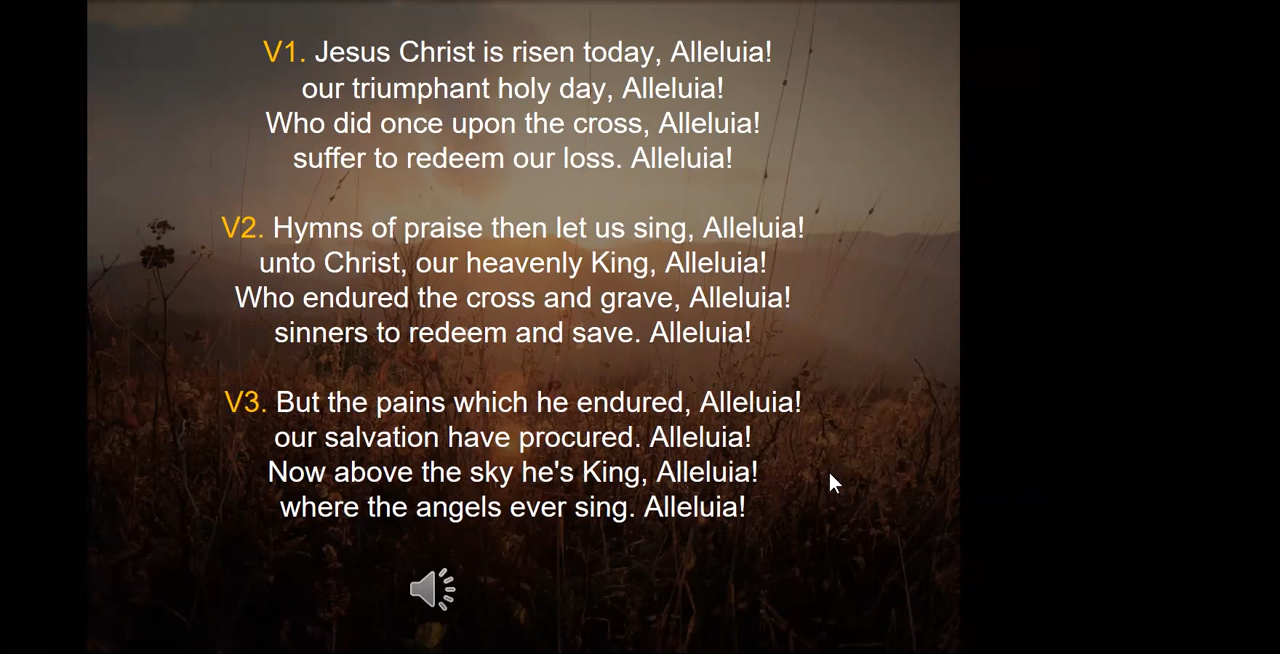 V1. Jesus Christ is risen today, Alleluia!
our triumphant holy day, Alleluia!
Who did once upon the cross, Alleluia!
suffer to redeem our loss. Alleluia!
V2. Hymns of praise then let us sing, Alleluia!
unto Christ, our heavenly King, Alleluia!
Who endured the cross and grave, Alleluia!
sinners to redeem and save. Alleluia!
V3. But the pains which he endured, Alleluia!
our salvation have procured. Alleluia!
Now above the sky he's King, Alleluia!
where the angels ever sing. Alleluia!